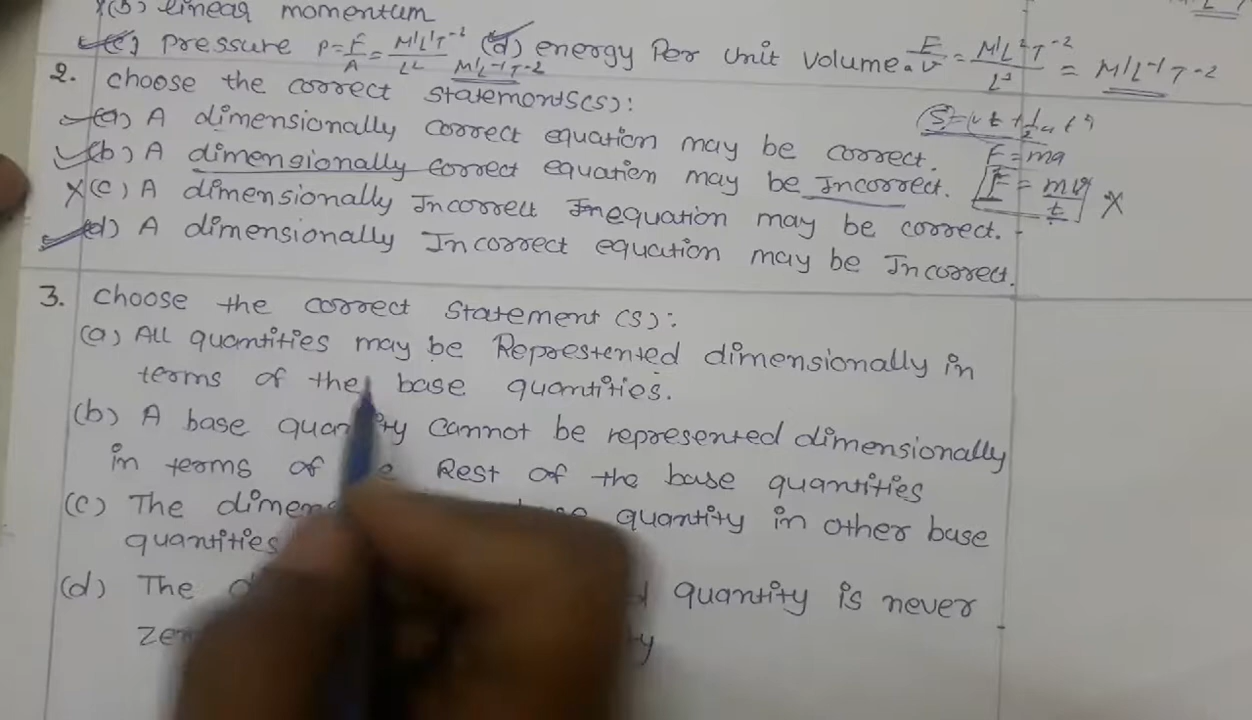 (b) linear momentum
(c) Pressure P=F/A = M¹L¹T⁻²/L² M¹L⁻¹T⁻² (d) energy Per Unit Volume. E/V = M¹L²T⁻²/L³ = M¹L⁻¹T⁻²
2. choose the correct statements(s):
(a) A dimensionally correct equation may be correct. S=ut+½at²
(b) A dimensionally correct equation may be Incorrect. F=ma
X(c) A dimensionally Incorrect Inequation may be correct. F=mv/t X
(d) A dimensionally Incorrect equation may be Incorrect.
3. choose the correct Statement (s):
(a) All quantities may be Represtented dimensionally in
terms of the base quantities.
(b) A base quantity cannot be represented dimensionally
in terms of Rest of the base quantities
(c) The quantity in other base
quantities
(d) The quantity is never